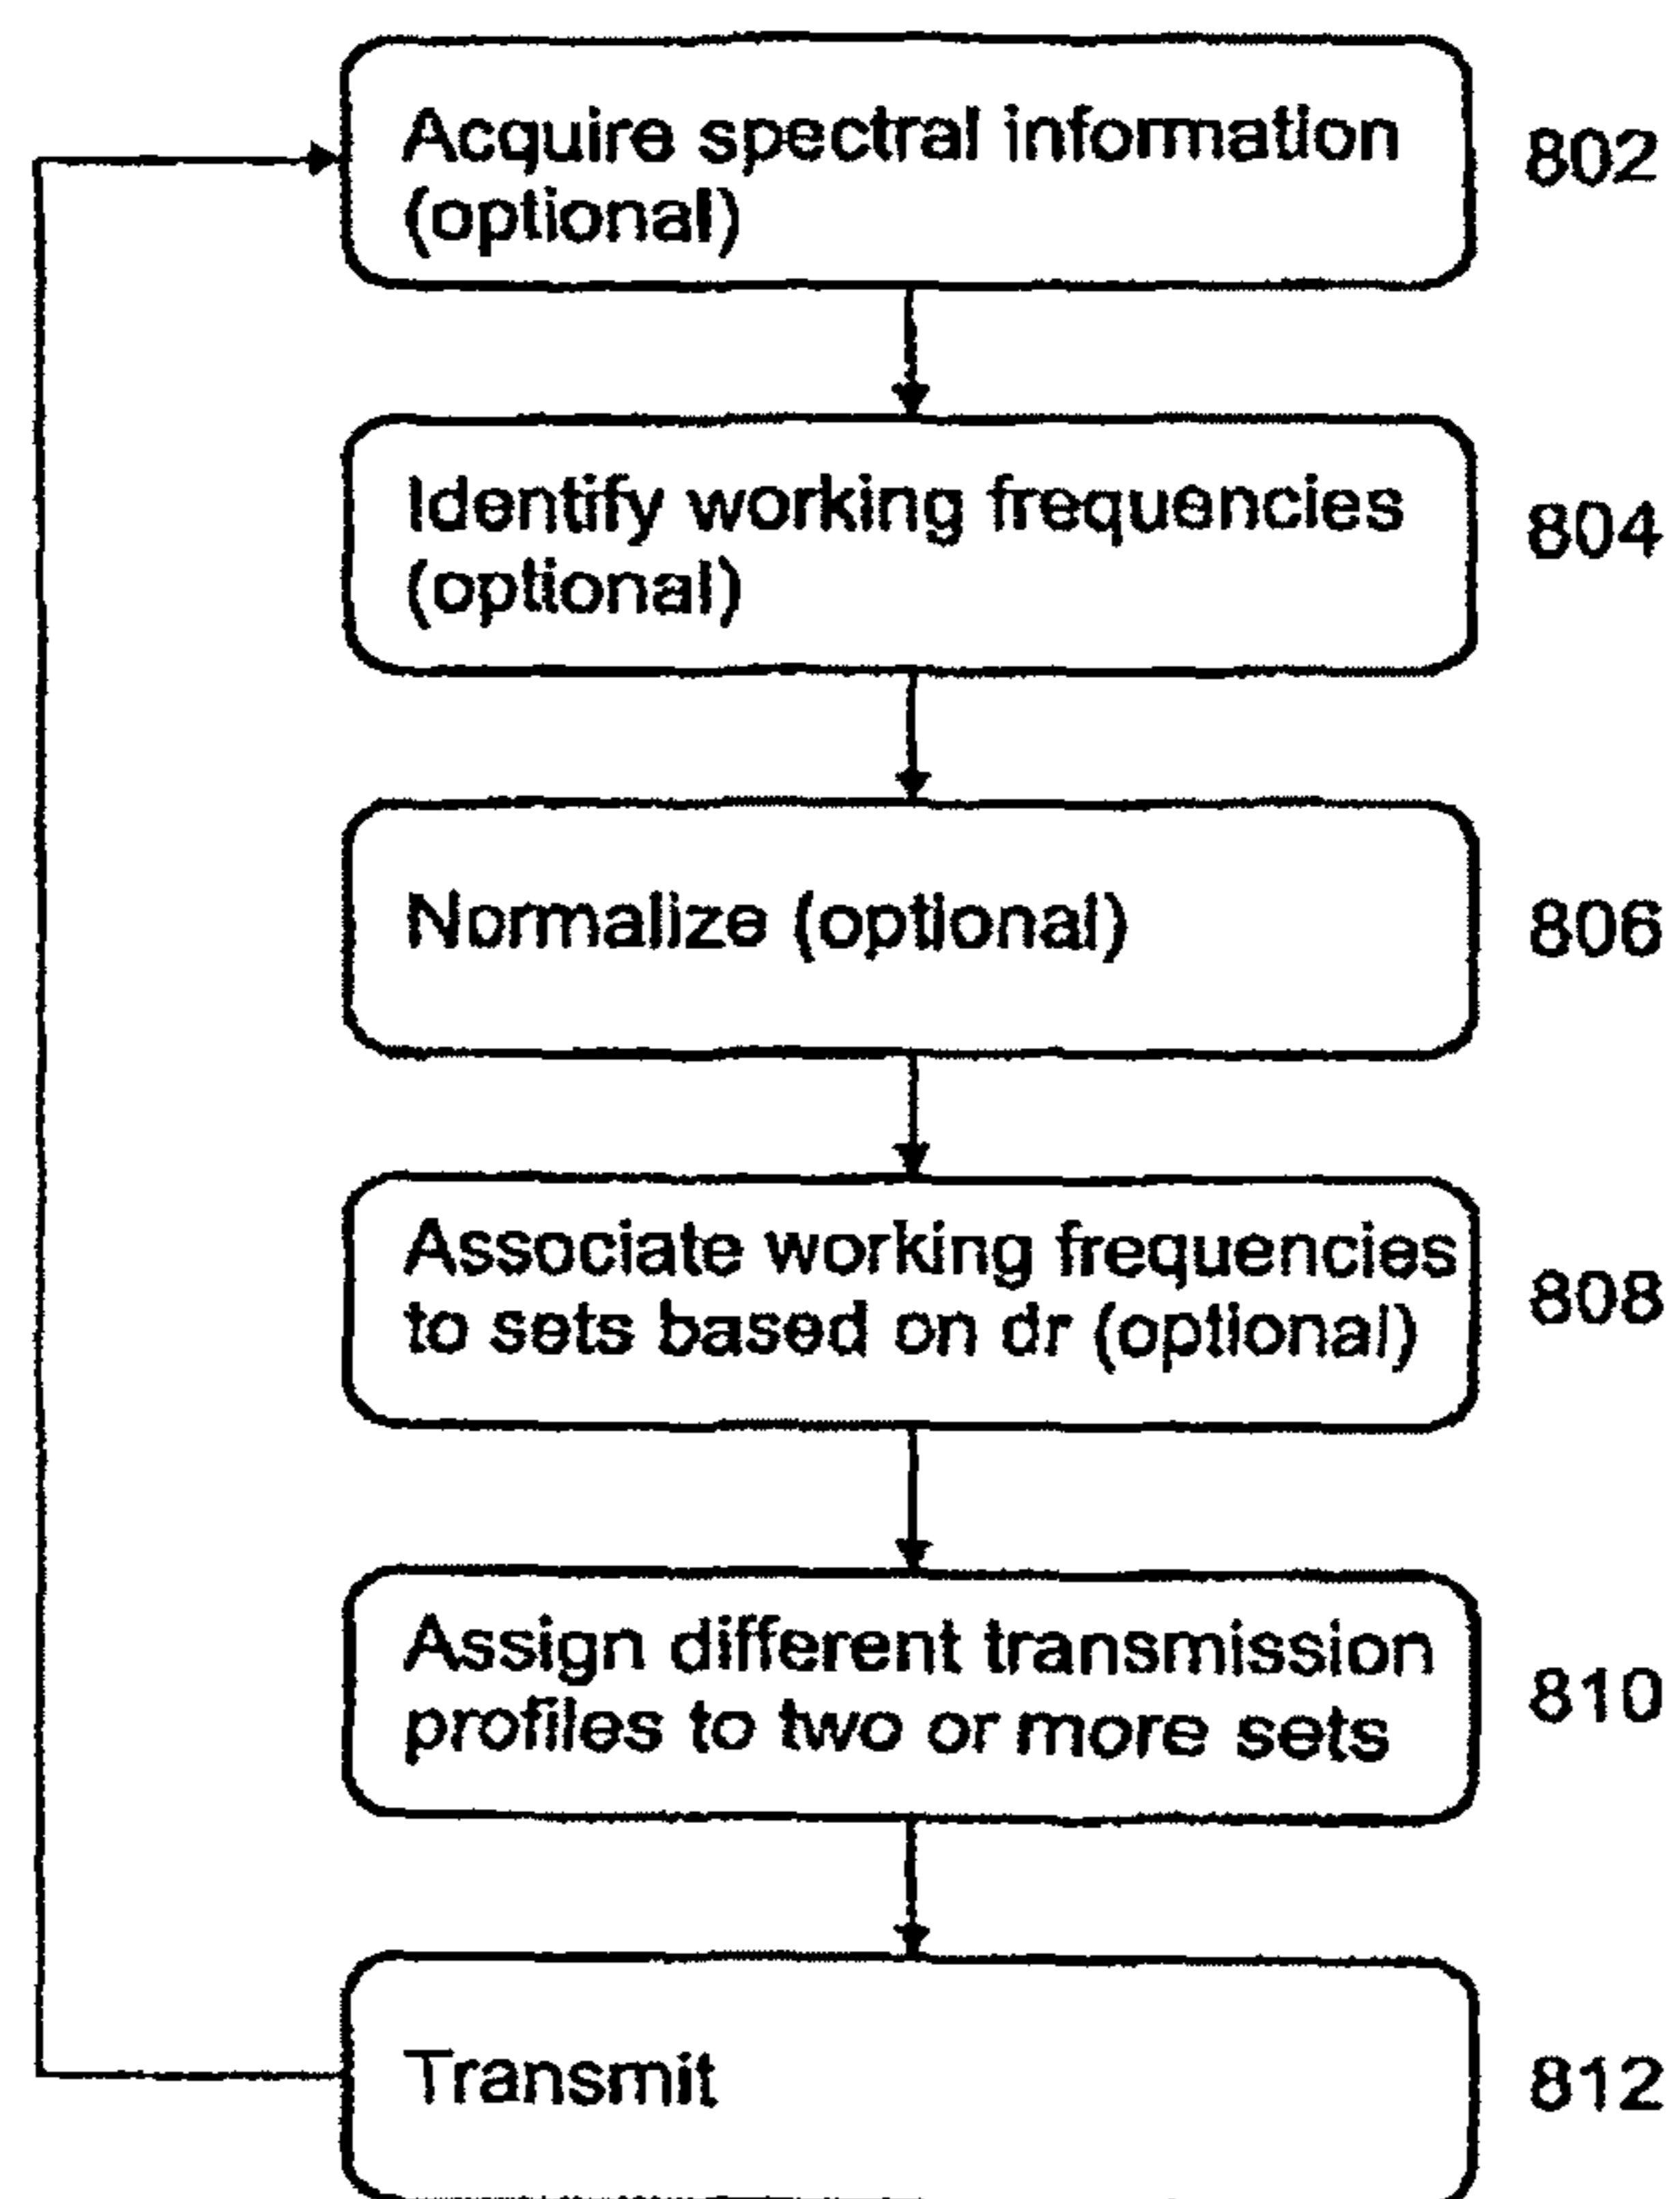 Acquire spectral information
(optional)
802
Identify working frequencies
(optional)
804
Normalize (optional)
806
Associate working frequencies
to sets based on dr (optional)
808
Assign different transmission
profiles to two or more sets
810
Transmit
812